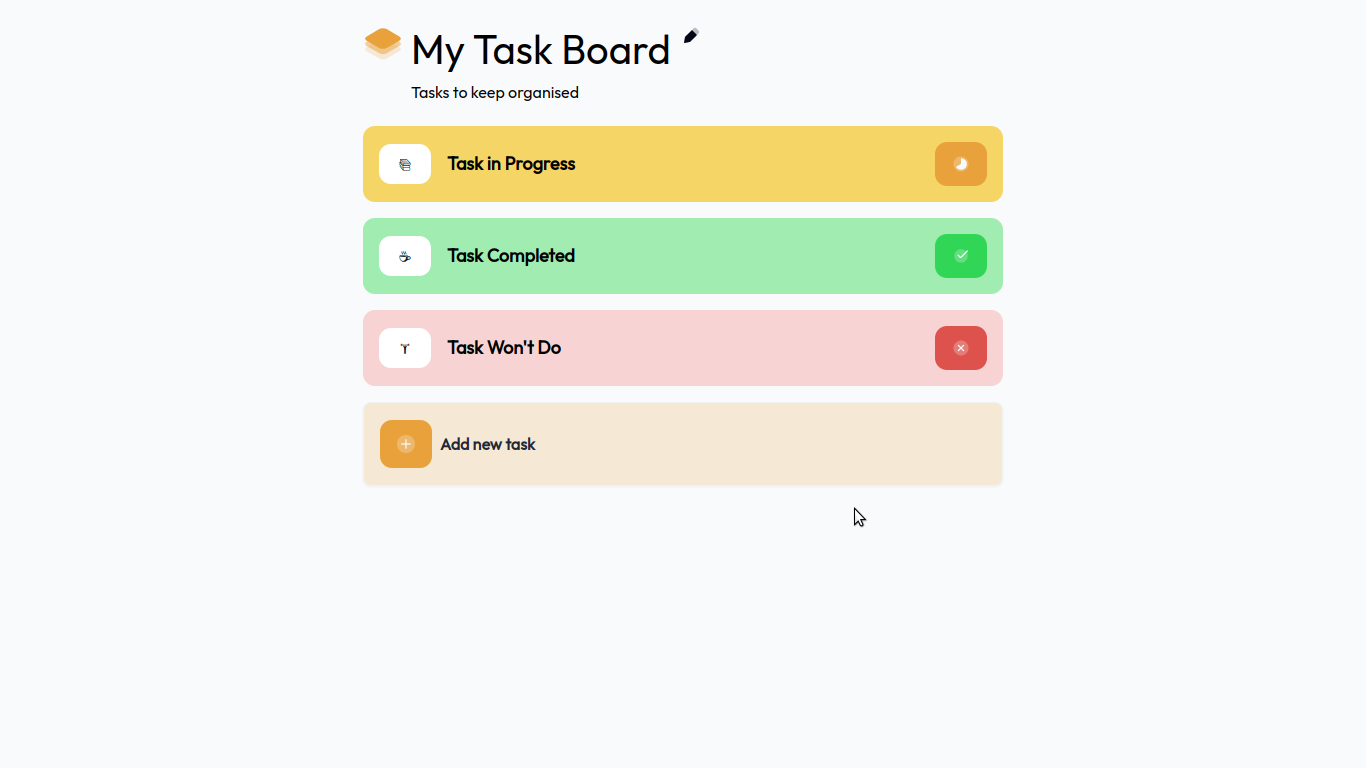 My Task Board
Tasks to keep organised
Task in Progress
Task Completed
Task Won't Do
Add new task